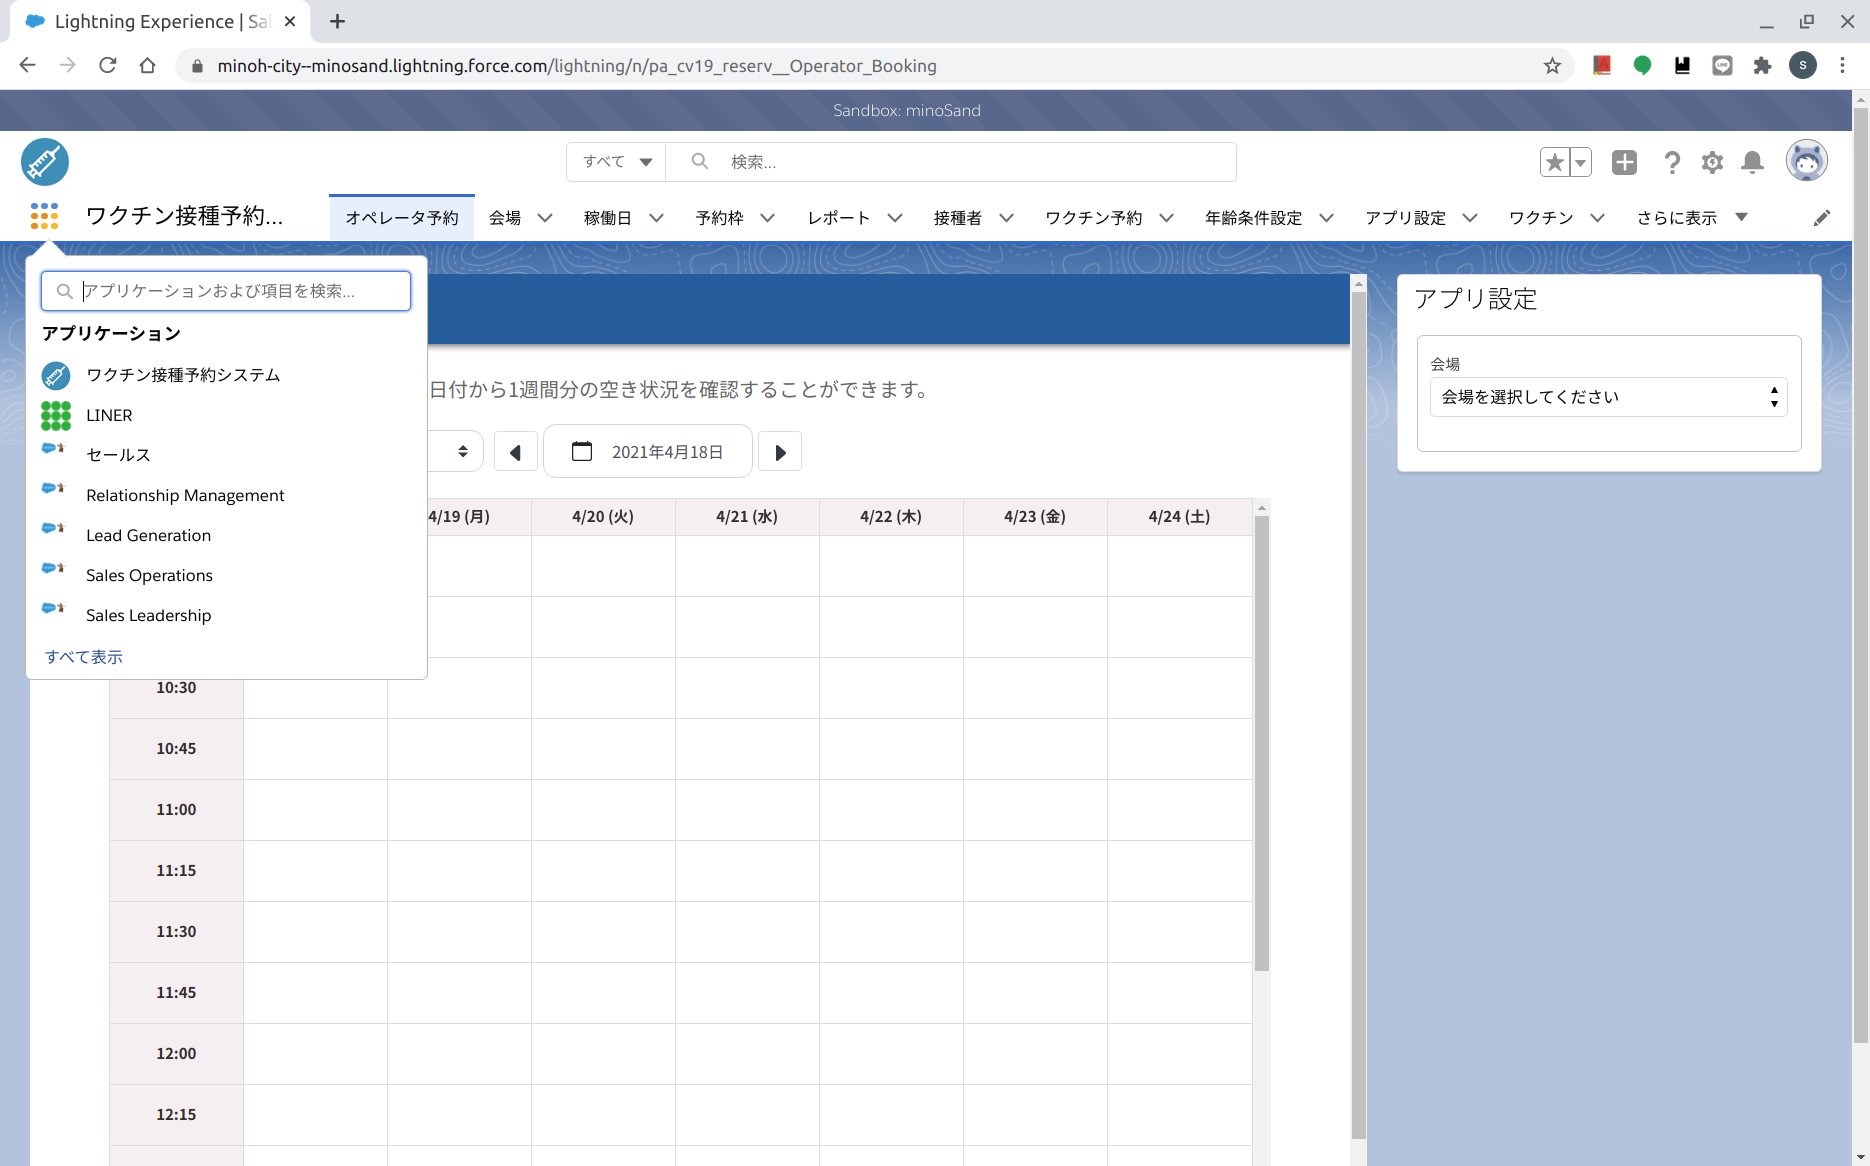 Lightning Experience | Sal
minoh-city--minosand.lightning.force.com/lightning/n/pa_cv19_reserv__Operator_Booking
S
Sandbox: minoSand
すべて
検索...
ワクチン接種予約...
オペレータ予約
会場
稼働日
予約枠
レポート
接種者
ワクチン予約
年齢条件設定
アプリ設定
ワクチン
さらに表示
アプリケーションおよび項目を検索...
アプリケーション
ワクチン接種予約システム
LINER
セールス
Relationship Management
Lead Generation
Sales Operations
Sales Leadership
すべて表示
日付から1週間分の空き状況を確認することができます。
2021年4月18日
4/19 (月)
4/20 (火)
4/21 (水)
4/22 (木)
4/23 (金)
4/24 (土)
10:30
10:45
11:00
11:15
11:30
11:45
12:00
12:15
アプリ設定
会場
会場を選択してください